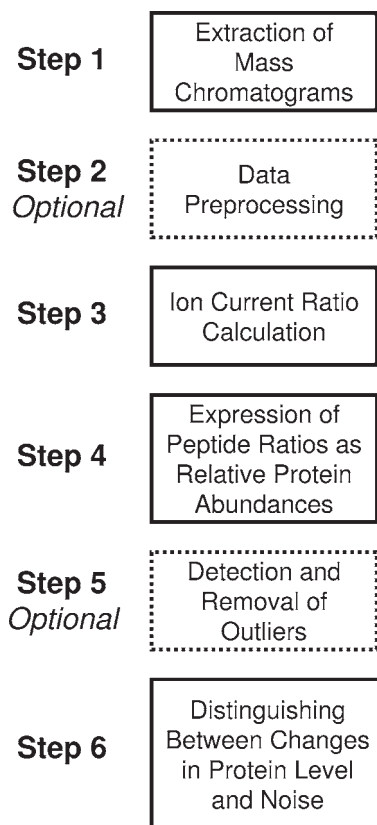 Step 1
Extraction of
Mass
Chromatograms
Step 2
Optional
Data
Preprocessing
Step 3
Ion Current Ratio
Calculation
Step 4
Expression of
Peptide Ratios as
Relative Protein
Abundances
Step 5
Optional
Detection and
Removal of
Outliers
Step 6
Distinguishing
Between Changes
in Protein Level
and Noise